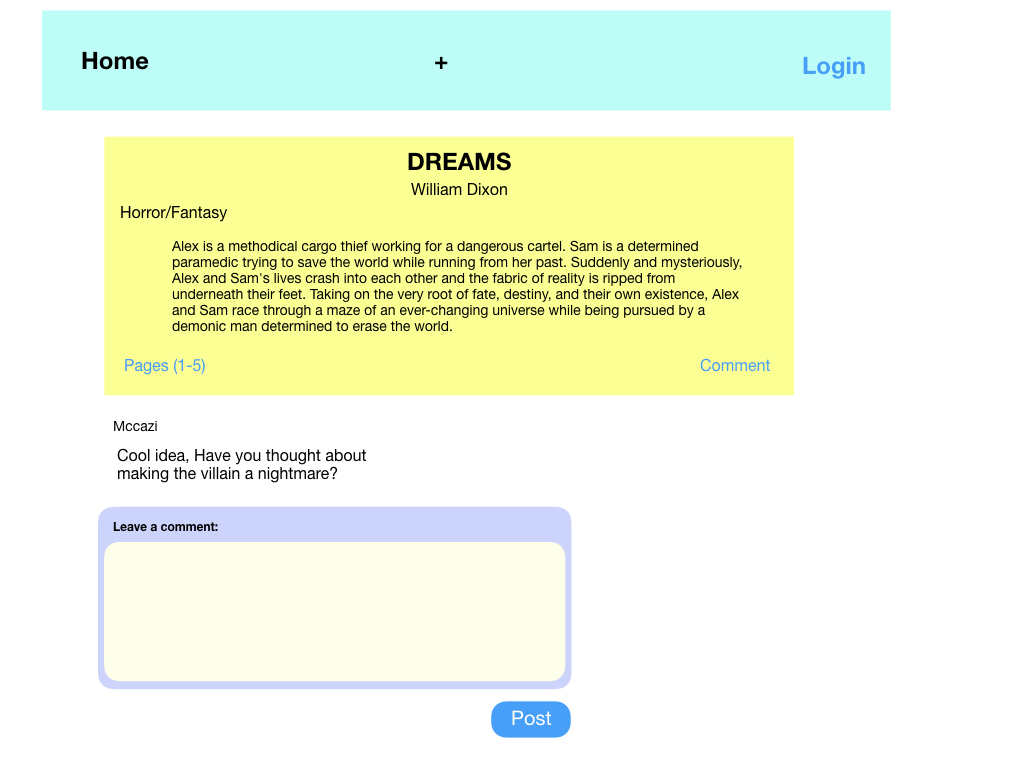 Home + Login
DREAMS
William Dixon
Horror/Fantasy
Alex is a methodical cargo thief working for a dangerous cartel. Sam is a determined
paramedic trying to save the world while running from her past. Suddenly and mysteriously,
Alex and Sam's lives crash into each other and the fabric of reality is ripped from
underneath their feet. Taking on the very root of fate, destiny, and their own existence, Alex
and Sam race through a maze of an ever-changing universe while being pursued by a
demonic man determined to erase the world.
Pages (1-5) Comment
Mccazi
Cool idea, Have you thought about
making the villain a nightmare?
Leave a comment:
Post